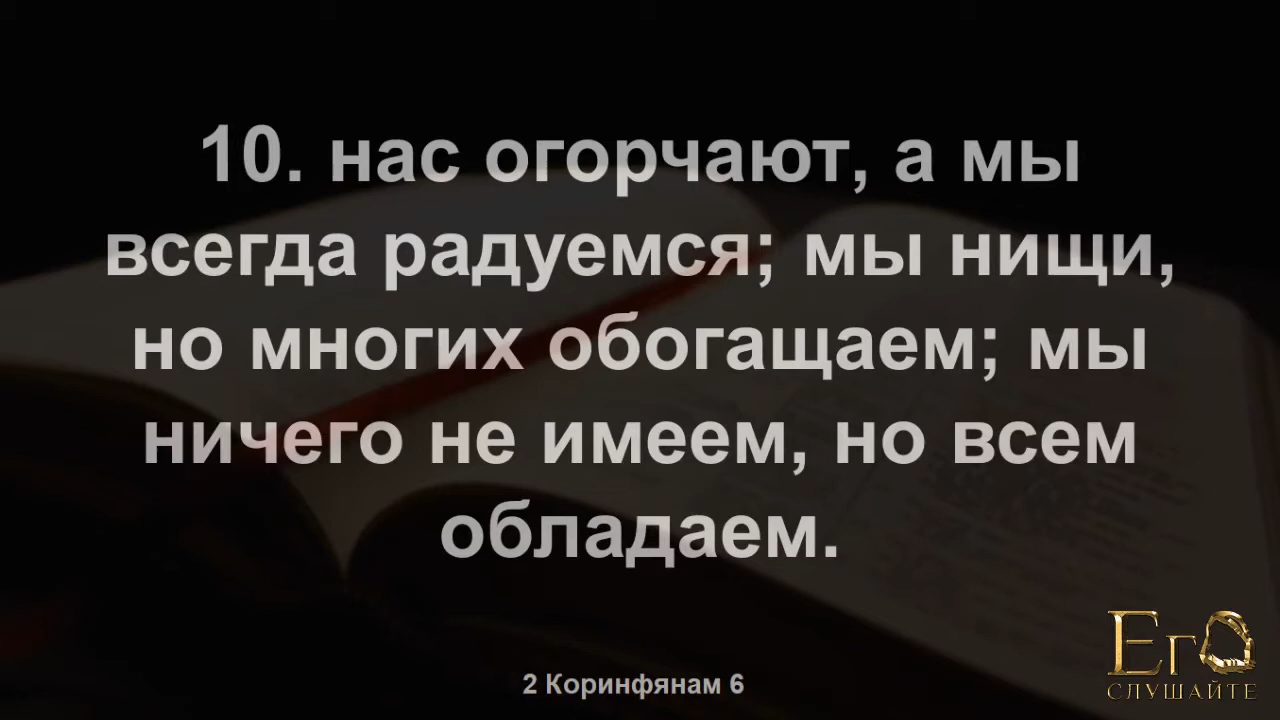 10. нас огорчают, а мы
всегда радуемся; мы нищи,
но многих обогащаем; мы
ничего не имеем, но всем
обладаем.
2 Коринфянам 6
ЕгО
СЛУШАЙТЕ